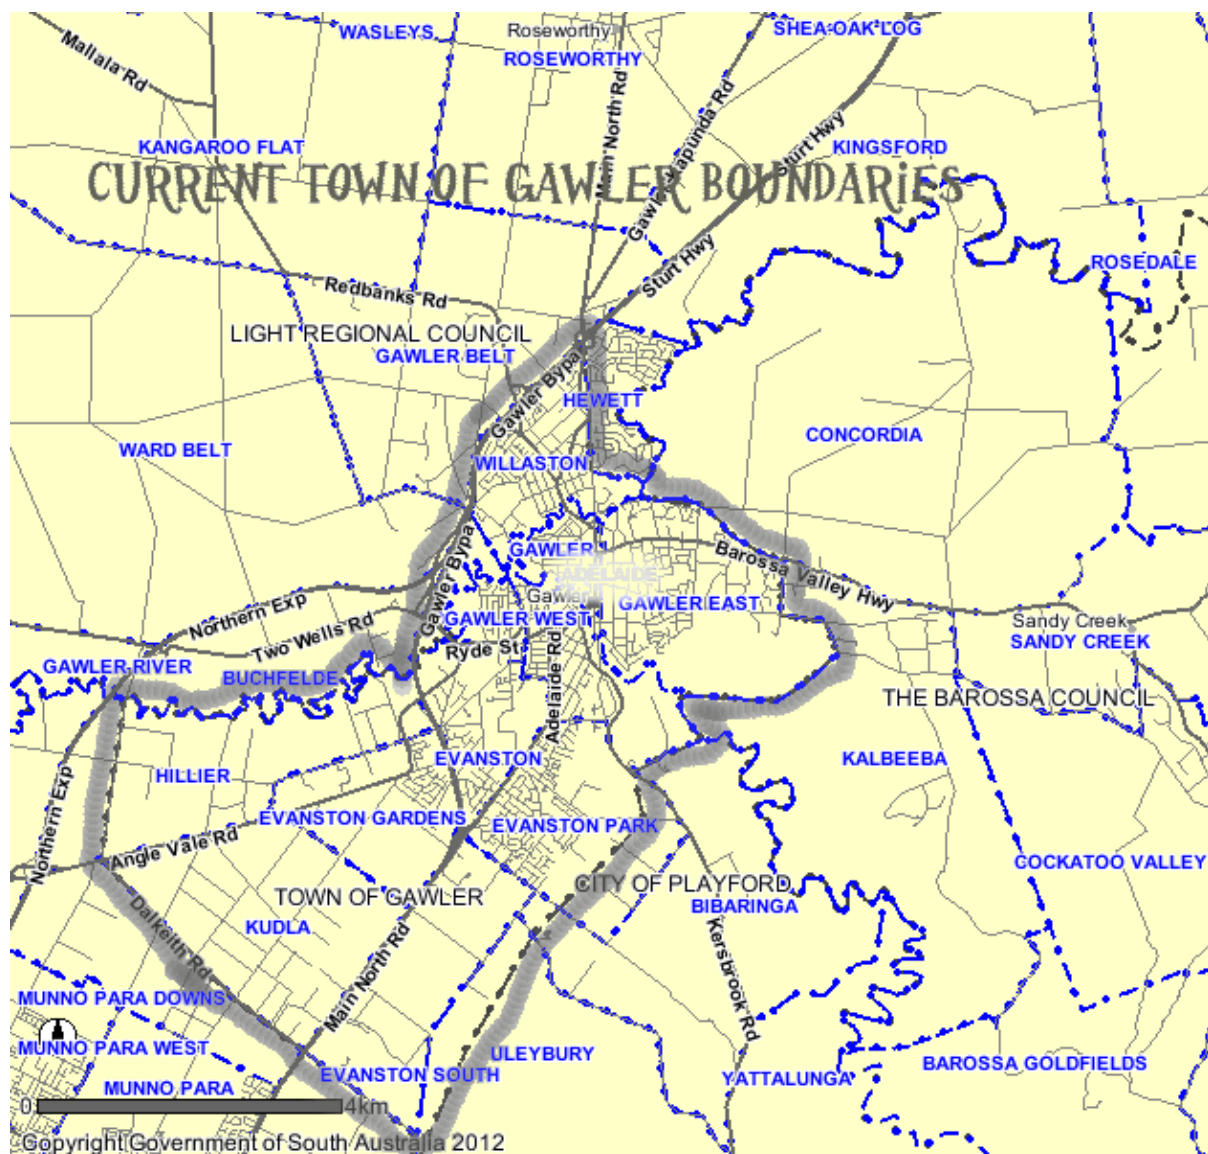 WASLEYS
Roseworthy
SHEA-OAK LOG
Mallala Rd
ROSEWORTHY
Main North Rd
Gawler-Kapunda Rd
Sturt Hwy
KANGAROO FLAT
KINGSFORD
CURRENT TOWN OF GAWLER BOUNDARIES
Sturt Hwy
ROSEDALE
Redbanks Rd
LIGHT REGIONAL COUNCIL
GAWLER BELT
Gawler Bypa
HEWETT
WARD BELT
CONCORDIA
WILLASTON
GAWLER
Barossa Valley Hwy
ADELAIDE
Gawler Bypa
Gawler
GAWLER EAST
Northern Exp
Two Wells Rd
GAWLER WEST
Sandy Creek
SANDY CREEK
Ryde St
GAWLER RIVER
BUCHFELDE
Adelaide Rd
THE BAROSSA COUNCIL
EVANSTON
KALBEEBA
HILLIER
Northern Exp
EVANSTON GARDENS
EVANSTON PARK
Angle Vale Rd
COCKATOO VALLEY
CITY OF PLAYFORD
TOWN OF GAWLER
BIBARINGA
KUDLA
Dalkeith Rd
Main North Rd
Kersbrook Rd
MUNNO PARA DOWNS
MUNNO PARA WEST
ULEYBURY
BAROSSA GOLDFIELDS
EVANSTON SOUTH
YATTALUNGA
MUNNO PARA
0 4km
Copyright Government of South Australia 2012